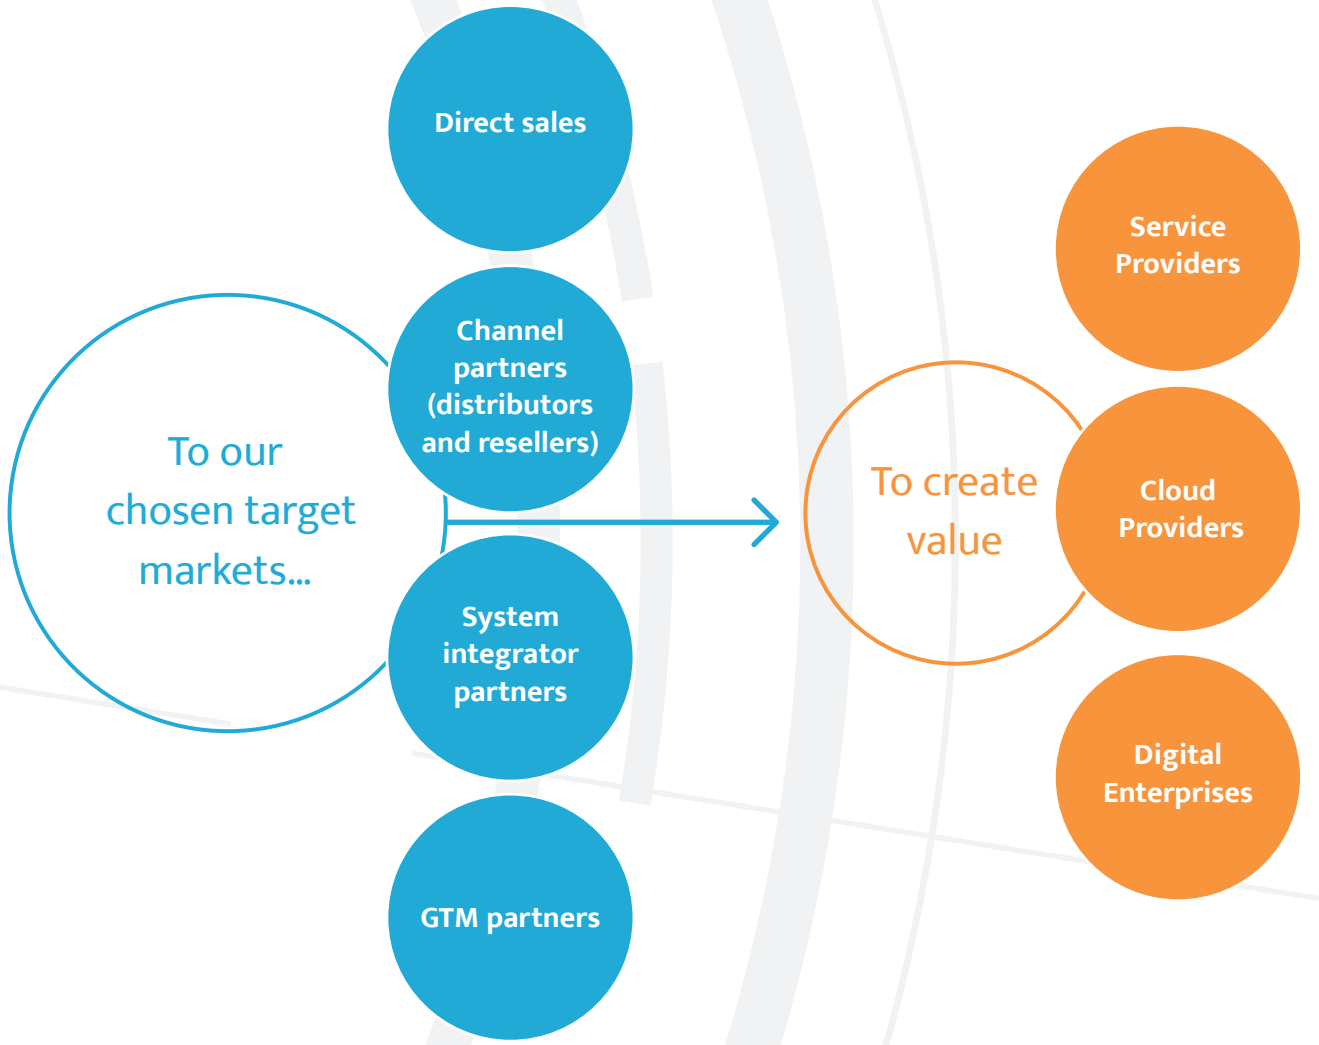 To our
chosen target
markets...
Direct sales
Channel
partners
(distributors
and resellers)
System
integrator
partners
GTM partners
To create
value
Service
Providers
Cloud
Providers
Digital
Enterprises